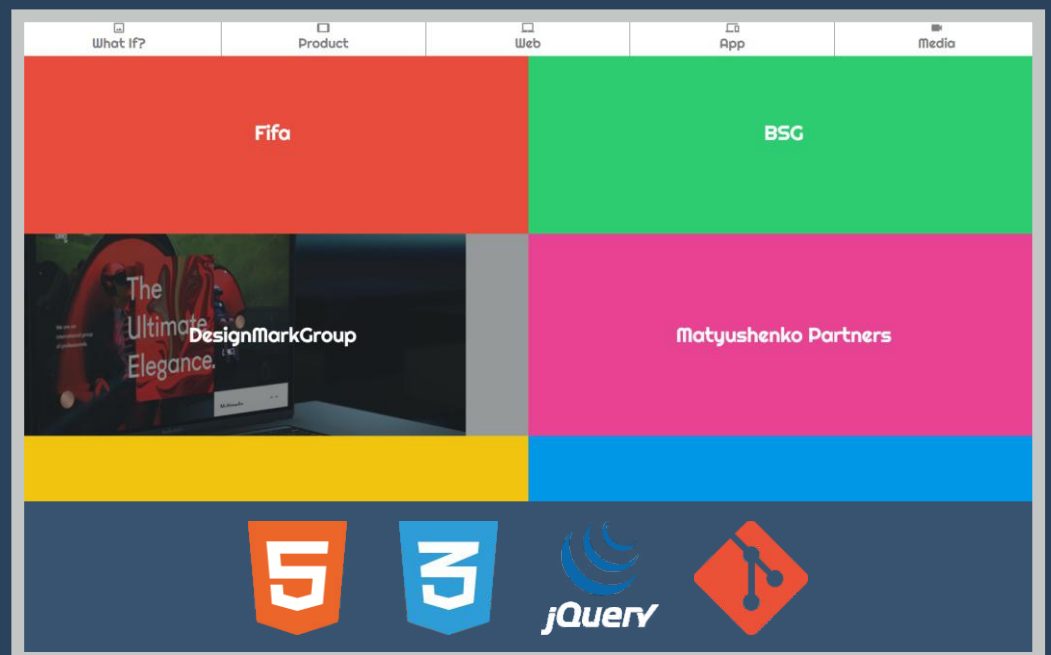 What If?
Product
Web
App
Media
Fifa
BSG
The
Ultimate
Elegance.
DesignMarkGroup
Matyushenko Partners
5
3
jQuery